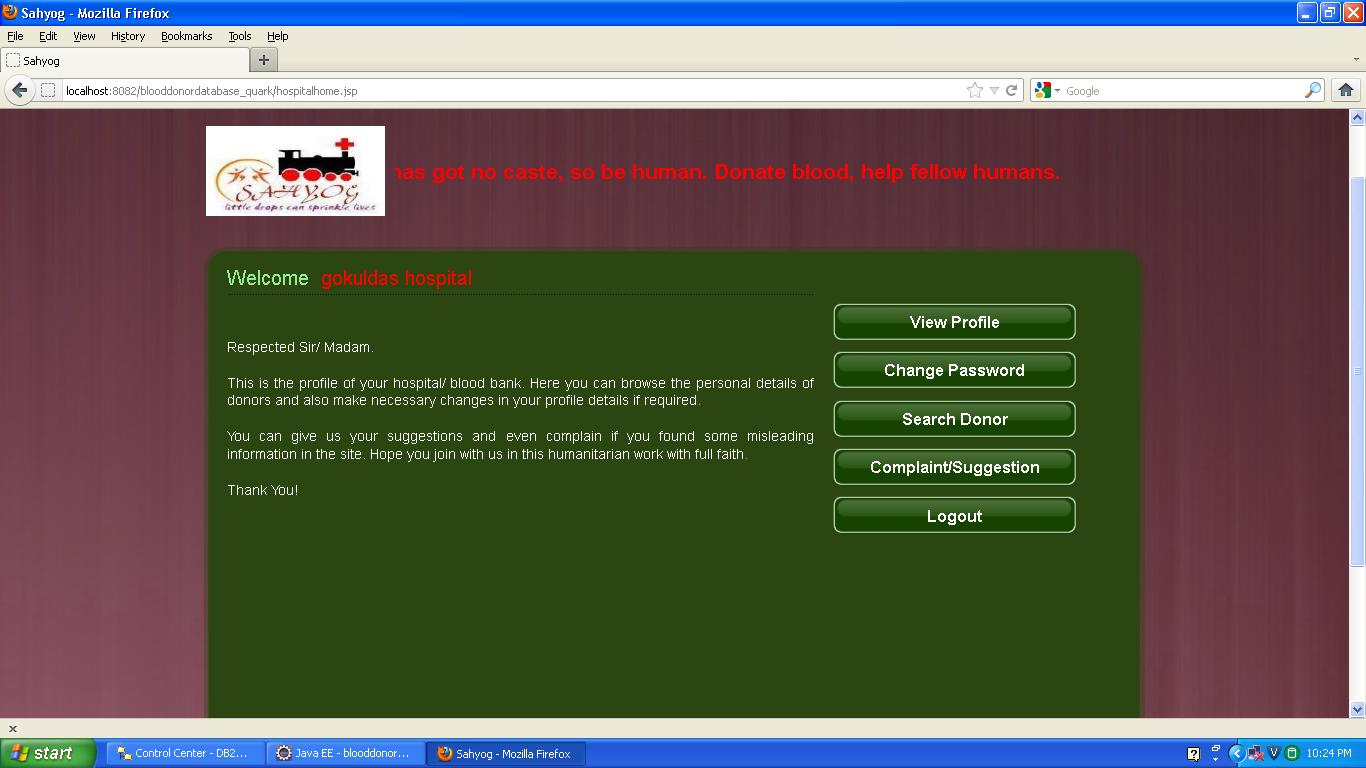 Sahyog - Mozilla Firefox
File Edit View History Bookmarks Tools Help
Sahyog
localhost:8082/blooddonordatabase_quark/hospitalhome.jsp
Google
has got no caste, so be human. Donate blood, help fellow humans.
SAHYOG
little drops can sprinkle lives
Welcome gokuldas hospital
Respected Sir/ Madam.
This is the profile of your hospital/ blood bank. Here you can browse the personal details of
donors and also make necessary changes in your profile details if required.
You can give us your suggestions and even complain if you found some misleading
information in the site. Hope you join with us in this humanitarian work with full faith.
Thank You!
View Profile
Change Password
Search Donor
Complaint/Suggestion
Logout
start
Control Center - DB2...
Java EE - blooddonor...
Sahyog - Mozilla Firefox
10:24 PM